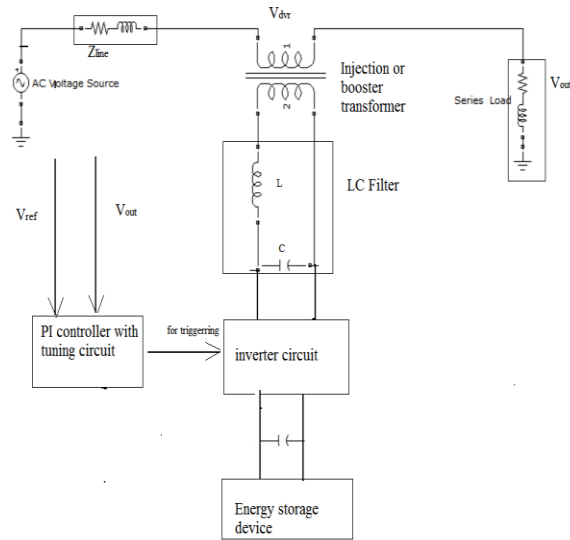 Vdvr
Zline
1
2
AC Voltage Source
Injection or
booster
transformer
Series Load
Vout
L
LC Filter
C
Vref
Vout
PI controller with
tuning circuit
for triggerring
inverter circuit
C
Energy storage
device